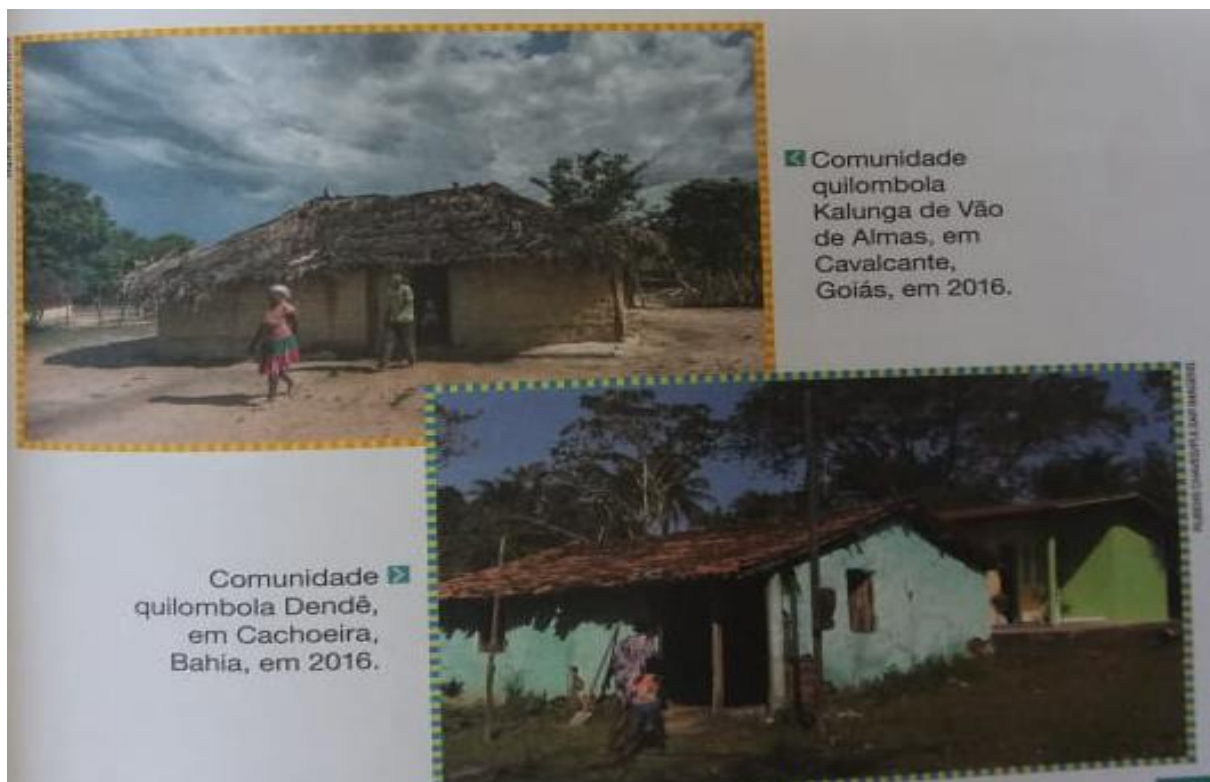 Comunidade
quilombola
Kalunga de Vão
de Almas, em
Cavalcante,
Goiás, em 2016.
Comunidade
quilombola Dendê,
em Cachoeira,
Bahia, em 2016.